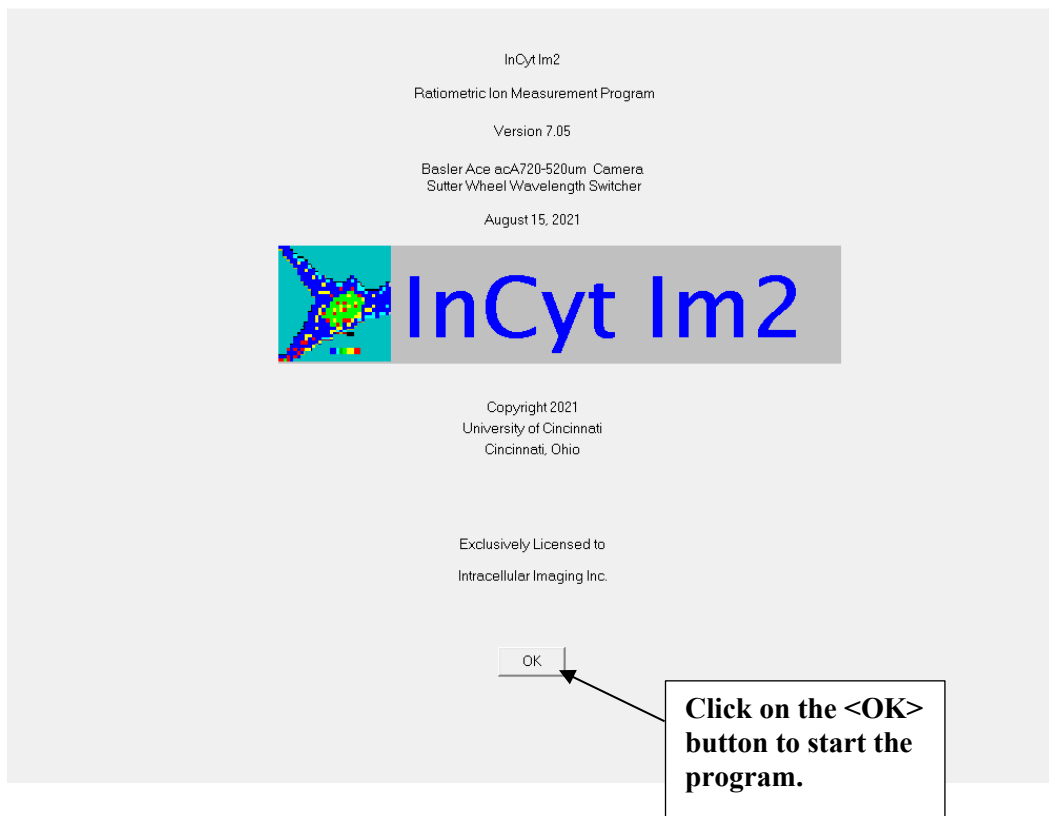 InCyt Im2
Ratiometric Ion Measurement Program
Version 7.05
Basler Ace acA720-520um Camera
Sutter Wheel Wavelength Switcher
August 15, 2021
InCyt Im2
Copyright 2021
University of Cincinnati
Cincinnati, Ohio
Exclusively Licensed to
Intracellular Imaging Inc.
OK
Click on the <OK>
button to start the
program.